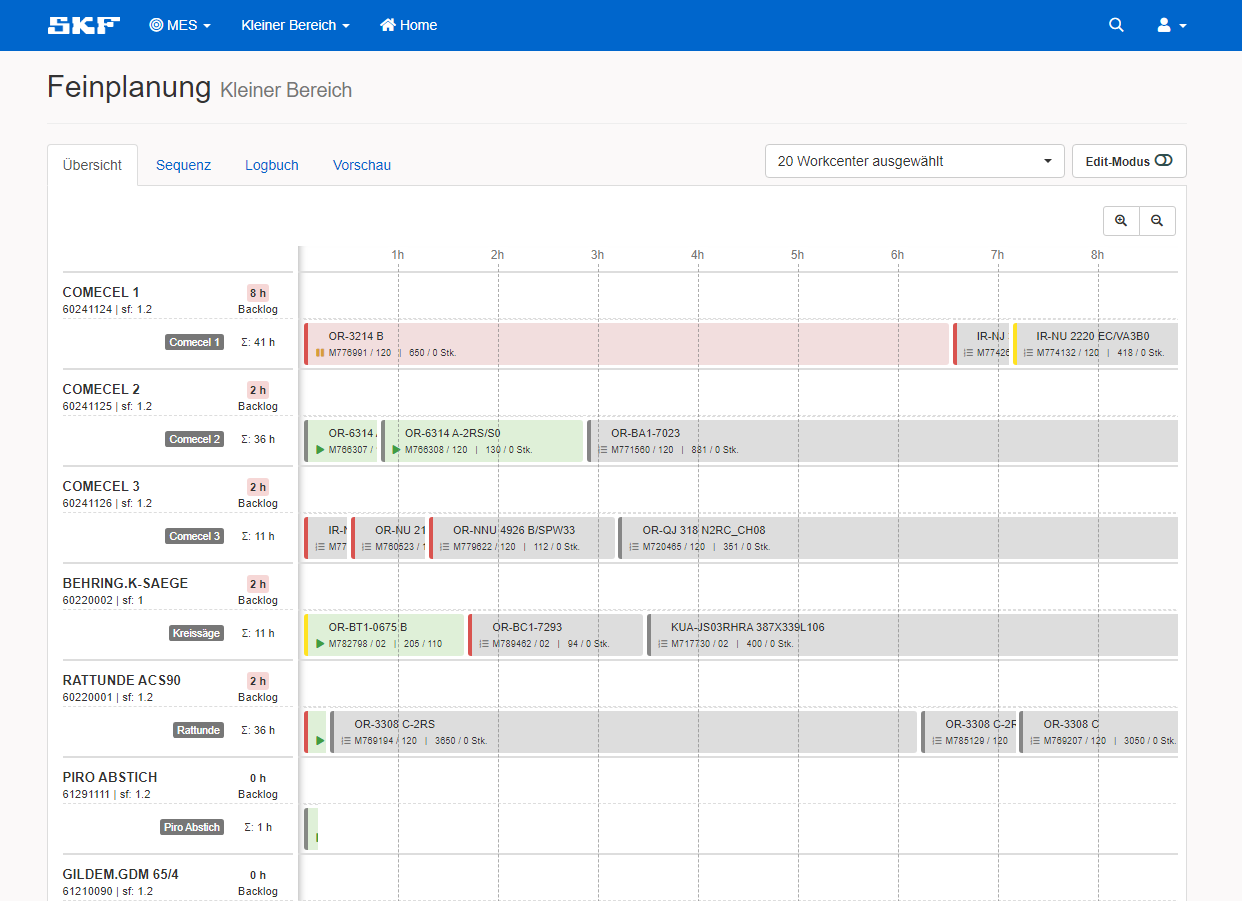 SKF MES Kleiner Bereich Home
Feinplanung Kleiner Bereich
Übersicht Sequenz Logbuch Vorschau 20 Workcenter ausgewählt Edit-Modus
1h 2h 3h 4h 5h 6h 7h 8h
COMECEL 1 8 h
60241124 | sf: 1.2 Backlog
Comecel 1 Σ: 41 h
OR-3214 B IR-NJ IR-NU 2220 EC/VA3B0
M776991 / 120 | 650 / 0 Stk. M77426 M774132 / 120 | 418 / 0 Stk.
COMECEL 2 2 h
60241125 | sf: 1.2 Backlog
Comecel 2 Σ: 36 h
OR-6314 OR-6314 A-2RS/S0 OR-BA1-7023
M766307 / M766308 / 120 | 130 / 0 Stk. M771560 / 120 | 881 / 0 Stk.
COMECEL 3 2 h
60241126 | sf: 1.2 Backlog
Comecel 3 Σ: 11 h
IR-N OR-NU 21 OR-NNU 4926 B/SPW33 OR-QJ 318 N2RC_CH08
M77 M760523 / 1 M779622 / 120 | 112 / 0 Stk. M720465 / 120 | 351 / 0 Stk.
BEHRING.K-SAEGE 2 h
60220002 | sf: 1 Backlog
Kreissäge Σ: 11 h
OR-BT1-0675 B OR-BC1-7293 KUA-JS03RHRA 387X339L106
M782798 / 02 | 205 / 110 M789462 / 02 | 94 / 0 Stk. M717730 / 02 | 400 / 0 Stk.
RATTUNDE ACS90 2 h
60220001 | sf: 1.2 Backlog
Rattunde Σ: 36 h
OR-3308 C-2RS OR-3308 C-2R OR-3308 C
M769194 / 120 | 3650 / 0 Stk. M785129 / 120 M769207 / 120 | 3050 / 0 Stk.
PIRO ABSTICH 0 h
61291111 | sf: 1.2 Backlog
Piro Abstich Σ: 1 h
GILDEM.GDM 65/4 0 h
61210090 | sf: 1.2 Backlog